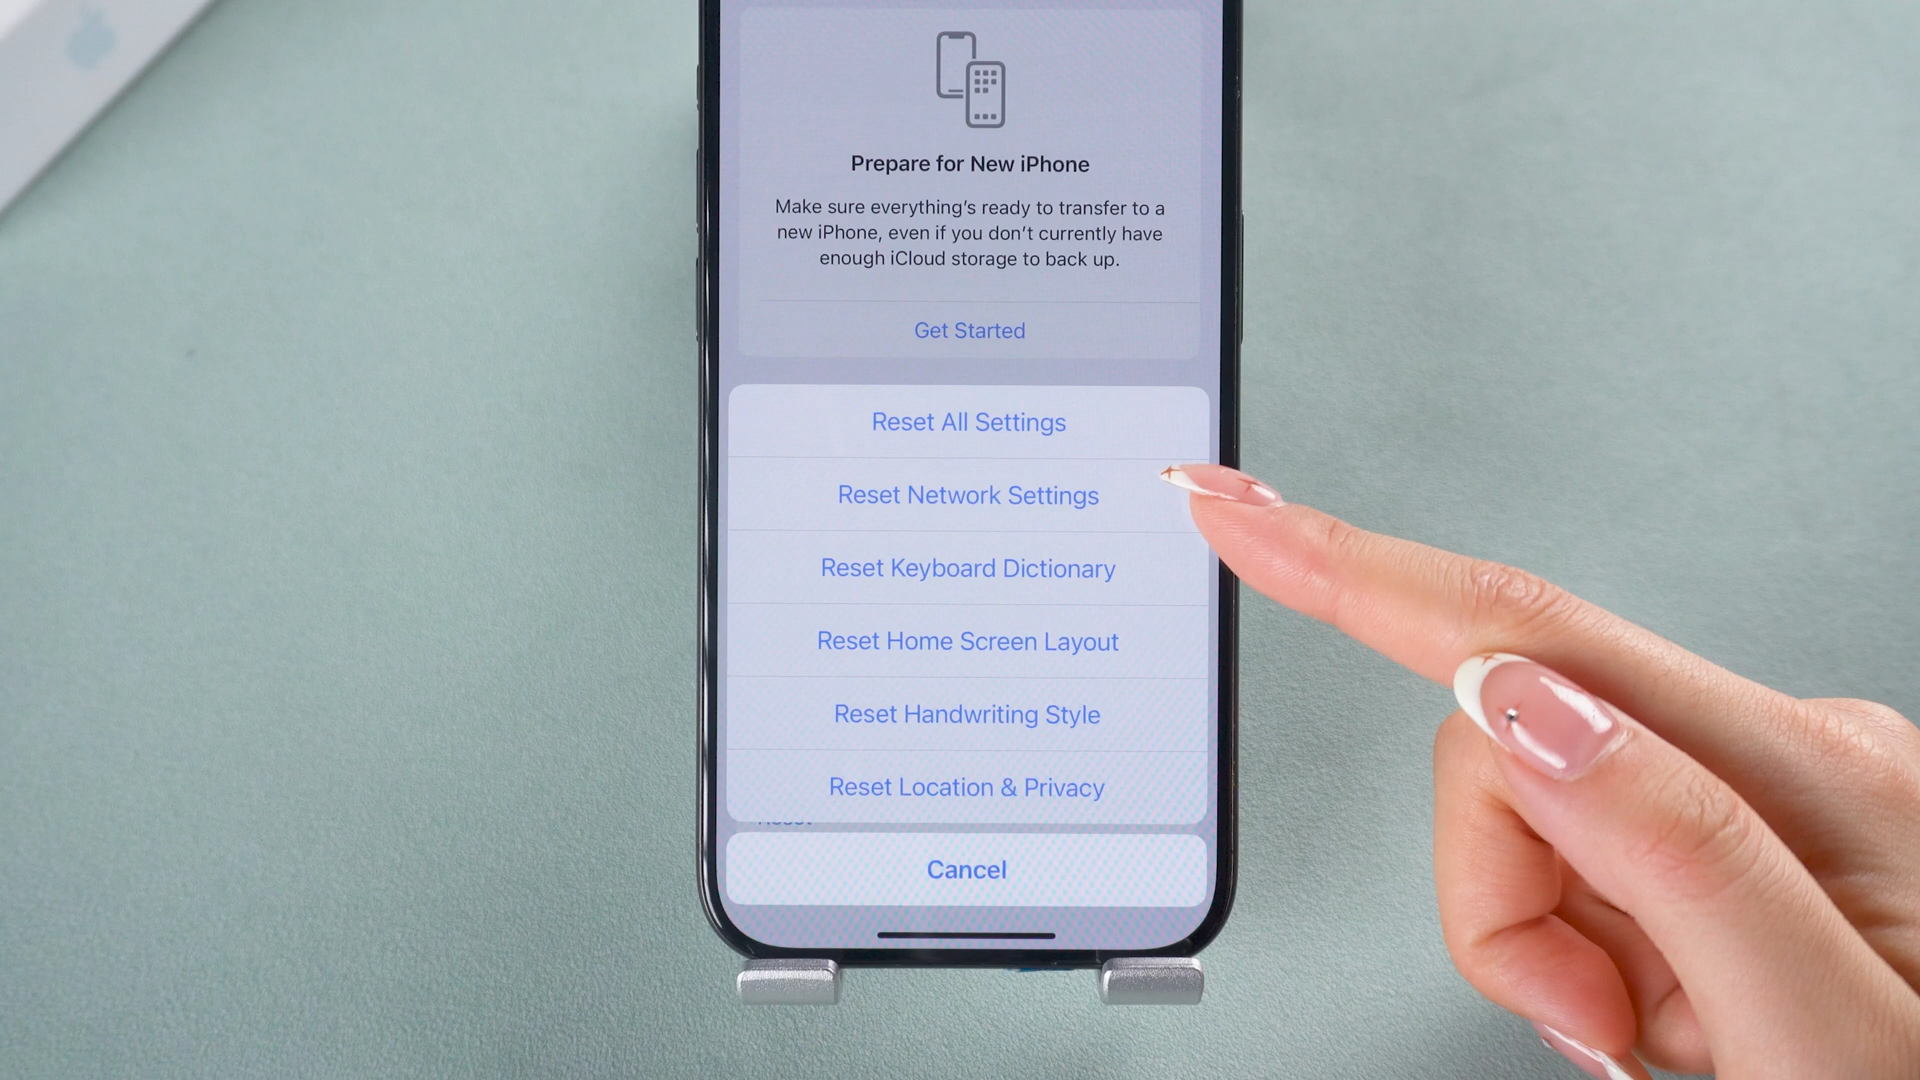 Prepare for New iPhone
Make sure everything's ready to transfer to a
new iPhone, even if you don't currently have
enough iCloud storage to back up.
Get Started
Reset All Settings
Reset Network Settings
Reset Keyboard Dictionary
Reset Home Screen Layout
Reset Handwriting Style
Reset Location & Privacy
Reset
Cancel